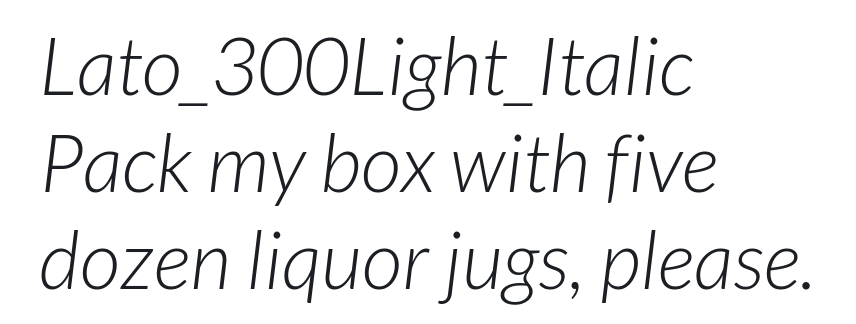 Lato_300Light_Italic
Pack my box with five
dozen liquor jugs, please.